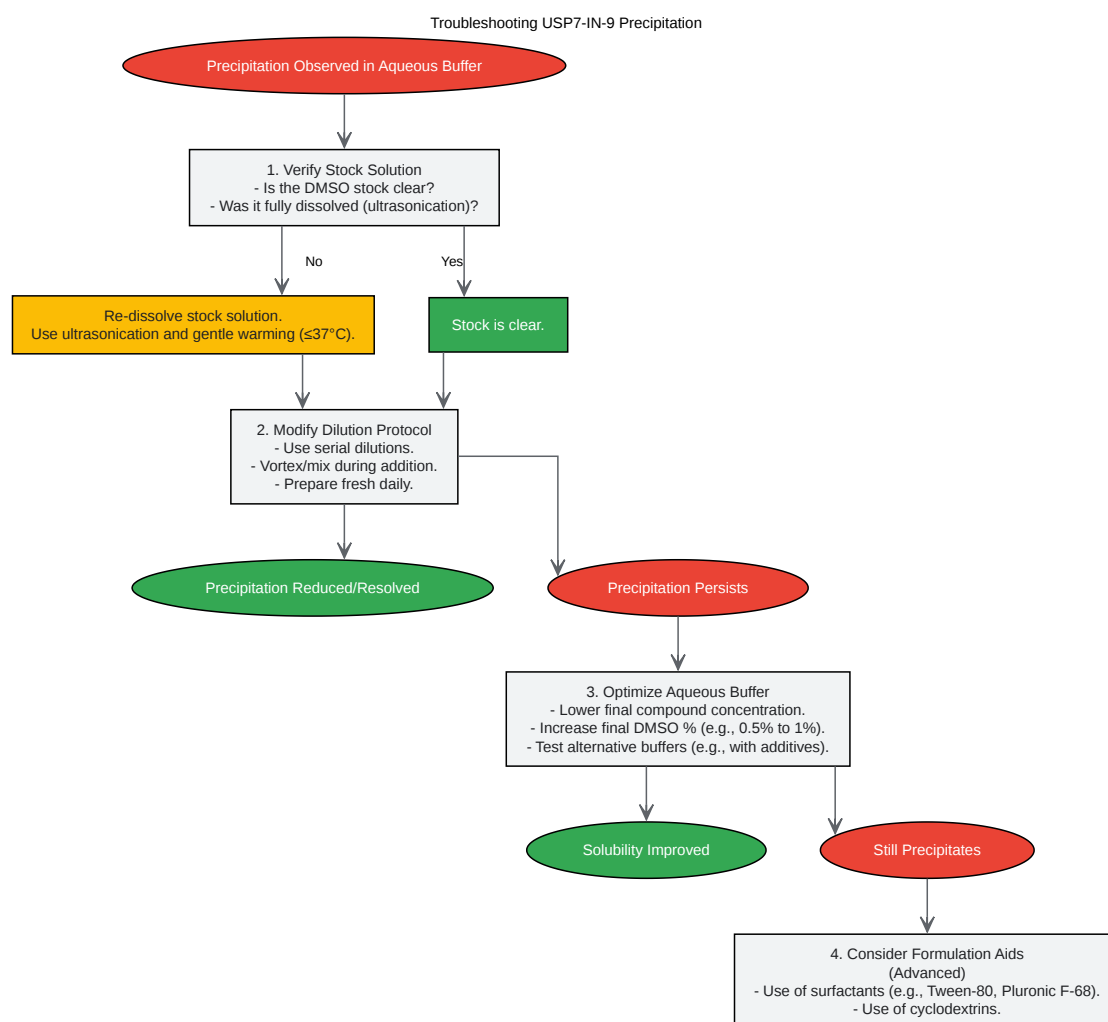 Troubleshooting USP7-IN-9 Precipitation
Precipitation Observed in Aqueous Buffer
1. Verify Stock Solution
- Is the DMSO stock clear?
- Was it fully dissolved (ultrasonication)?
No
Yes
Re-dissolve stock solution.
Use ultrasonication and gentle warming (≤37°C).
Stock is clear.
2. Modify Dilution Protocol
- Use serial dilutions.
- Vortex/mix during addition.
- Prepare fresh daily.
Precipitation Reduced/Resolved
Precipitation Persists
3. Optimize Aqueous Buffer
- Lower final compound concentration.
- Increase final DMSO % (e.g., 0.5% to 1%).
- Test alternative buffers (e.g., with additives).
Solubility Improved
Still Precipitates
4. Consider Formulation Aids
(Advanced)
- Use of surfactants (e.g., Tween-80, Pluronic F-68).
- Use of cyclodextrins.